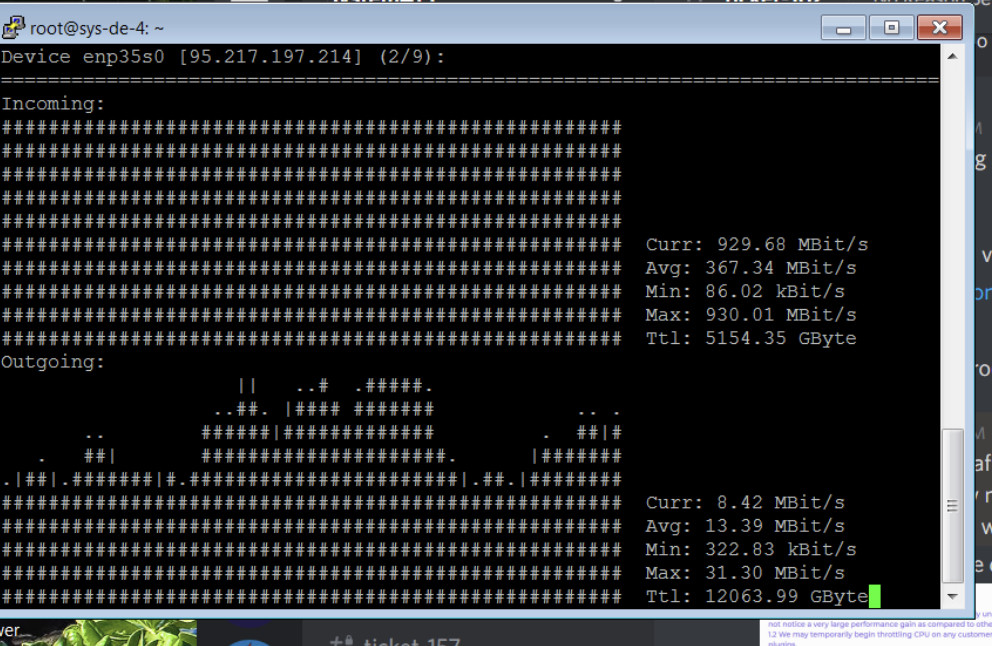 root@sys-de-4: ~
Device enp35s0 [95.217.197.214] (2/9):
================================================================================
Incoming:
#####################################################
#####################################################
#####################################################
#####################################################
#####################################################
##################################################### Curr: 929.68 MBit/s
##################################################### Avg: 367.34 MBit/s
##################################################### Min: 86.02 kBit/s
##################################################### Max: 930.01 MBit/s
##################################################### Ttl: 5154.35 GByte
Outgoing:
|| ..# .#####.
..##. |#### ####### .. .
.. ######|############# . ##|#
. ##| #####################. |#######
.|##|.#######|#.#######################|.##.|########
##################################################### Curr: 8.42 MBit/s
##################################################### Avg: 13.39 MBit/s
##################################################### Min: 322.83 kBit/s
##################################################### Max: 31.30 MBit/s
##################################################### Ttl: 12063.99 GByte
ticket-157
not notice a very large performance gain as compared to othe
1.2 We may temporarily begin throttling CPU on any customer
plugins